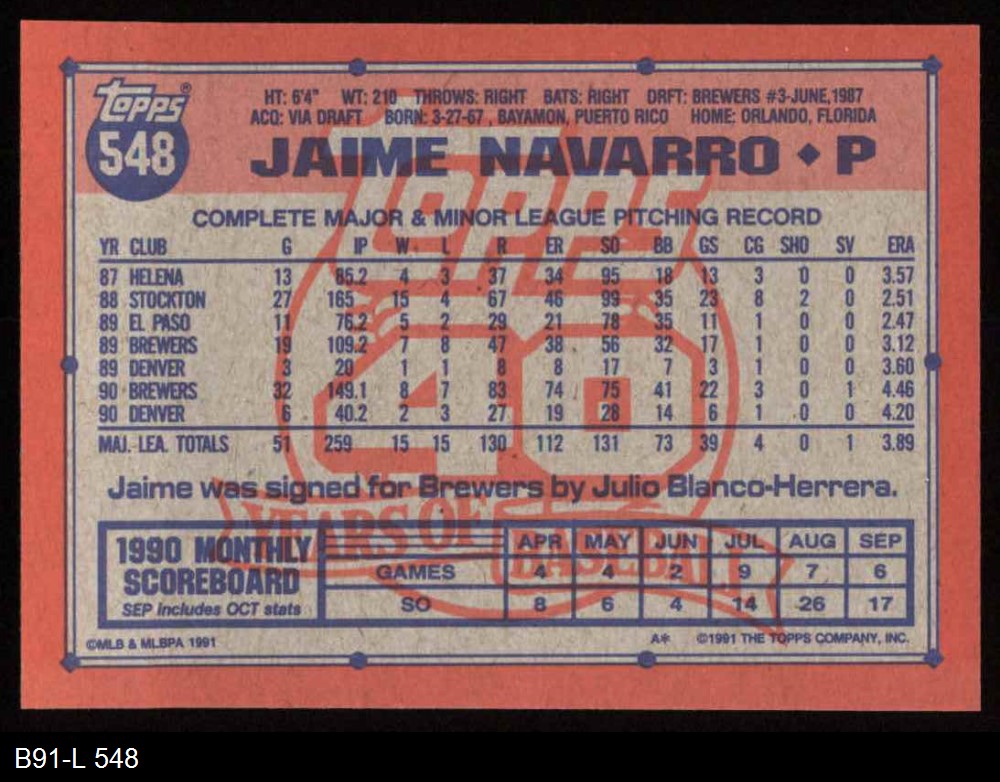 TOPPS®
548
HT: 6'4" WT: 210 THROWS: RIGHT BATS: RIGHT DRFT: BREWERS #3-JUNE, 1987
ACQ: VIA DRAFT BORN: 3-27-67, BAYAMON, PUERTO RICO HOME: ORLANDO, FLORIDA
JAIME NAVARRO ◆ P
TOPPS
40
YEARS OF
BASEBALL
COMPLETE MAJOR & MINOR LEAGUE PITCHING RECORD
YR CLUB G IP W L R ER SO BB GS CG SHO SV ERA
87 HELENA 13 85.2 4 3 37 34 95 18 13 3 0 0 3.57
88 STOCKTON 27 165 15 4 67 46 99 35 23 8 2 0 2.51
89 EL PASO 11 76.2 5 2 29 21 78 35 11 1 0 0 2.47
89 BREWERS 19 109.2 7 8 47 38 56 32 17 1 0 0 3.12
89 DENVER 3 20 1 1 8 8 17 7 3 1 0 0 3.60
90 BREWERS 32 149.1 8 7 83 74 75 41 22 3 0 1 4.46
90 DENVER 6 40.2 2 3 27 19 28 14 6 1 0 0 4.20
MAJ. LEA. TOTALS 51 259 15 15 130 112 131 73 39 4 0 1 3.89
Jaime was signed for Brewers by Julio Blanco-Herrera.
1990 MONTHLY
SCOREBOARD
SEP includes OCT stats
APR MAY JUN JUL AUG SEP
GAMES 4 4 2 9 7 6
SO 8 6 4 14 26 17
©MLB & MLBPA 1991
A* ©1991 THE TOPPS COMPANY, INC.
B91-L 548